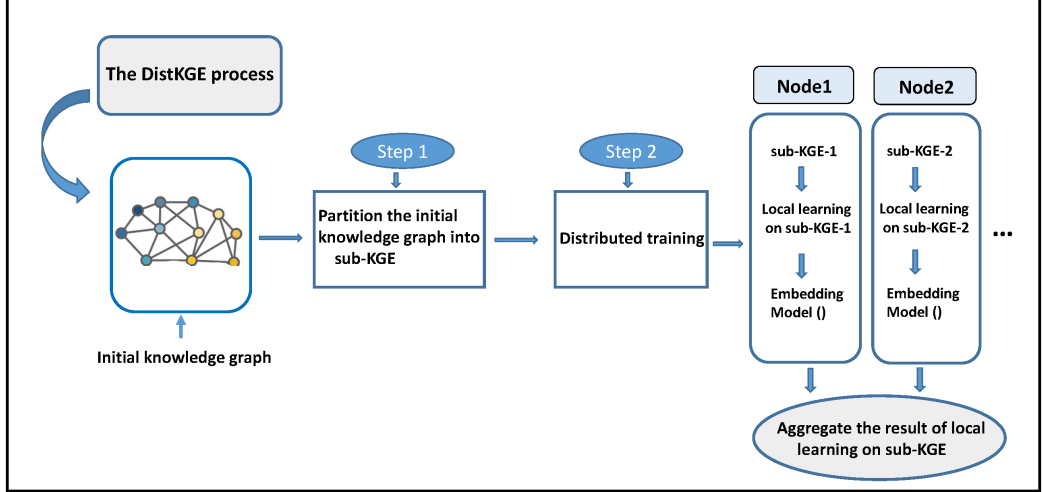 The DistKGE process
Initial knowledge graph
Step 1
Partition the initial
knowledge graph into
sub-KGE
Step 2
Distributed training
Node1
sub-KGE-1
Local learning
on sub-KGE-1
Embedding
Model ()
Node2
sub-KGE-2
Local learning
on sub-KGE-2
Embedding
Model ()
...
Aggregate the result of local
learning on sub-KGE